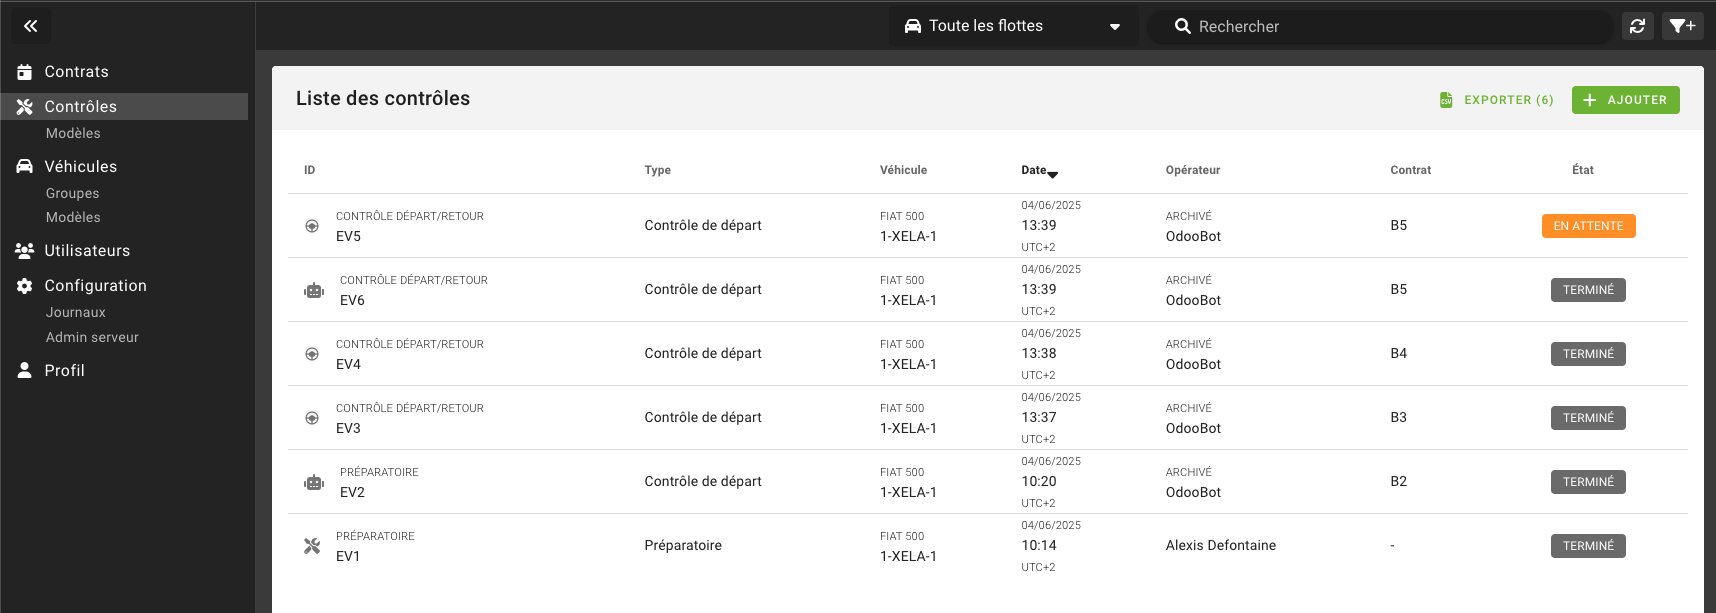 Toute les flottes
Rechercher
Contrats
Contrôles
Modèles
Véhicules
Groupes
Modèles
Utilisateurs
Configuration
Journaux
Admin serveur
Profil
Liste des contrôles
CSV
EXPORTER (6)
AJOUTER
ID Type Véhicule Date Opérateur Contrat État
CONTRÔLE DÉPART/RETOUR
EV5
Contrôle de départ
FIAT 500
1-XELA-1
04/06/2025
13:39
UTC+2
ARCHIVÉ
OdooBot
B5
EN ATTENTE
CONTRÔLE DÉPART/RETOUR
EV6
Contrôle de départ
FIAT 500
1-XELA-1
04/06/2025
13:39
UTC+2
ARCHIVÉ
OdooBot
B5
TERMINÉ
CONTRÔLE DÉPART/RETOUR
EV4
Contrôle de départ
FIAT 500
1-XELA-1
04/06/2025
13:38
UTC+2
ARCHIVÉ
OdooBot
B4
TERMINÉ
CONTRÔLE DÉPART/RETOUR
EV3
Contrôle de départ
FIAT 500
1-XELA-1
04/06/2025
13:37
UTC+2
ARCHIVÉ
OdooBot
B3
TERMINÉ
PRÉPARATOIRE
EV2
Contrôle de départ
FIAT 500
1-XELA-1
04/06/2025
10:20
UTC+2
ARCHIVÉ
OdooBot
B2
TERMINÉ
PRÉPARATOIRE
EV1
Préparatoire
FIAT 500
1-XELA-1
04/06/2025
10:14
UTC+2
Alexis Defontaine
-
TERMINÉ